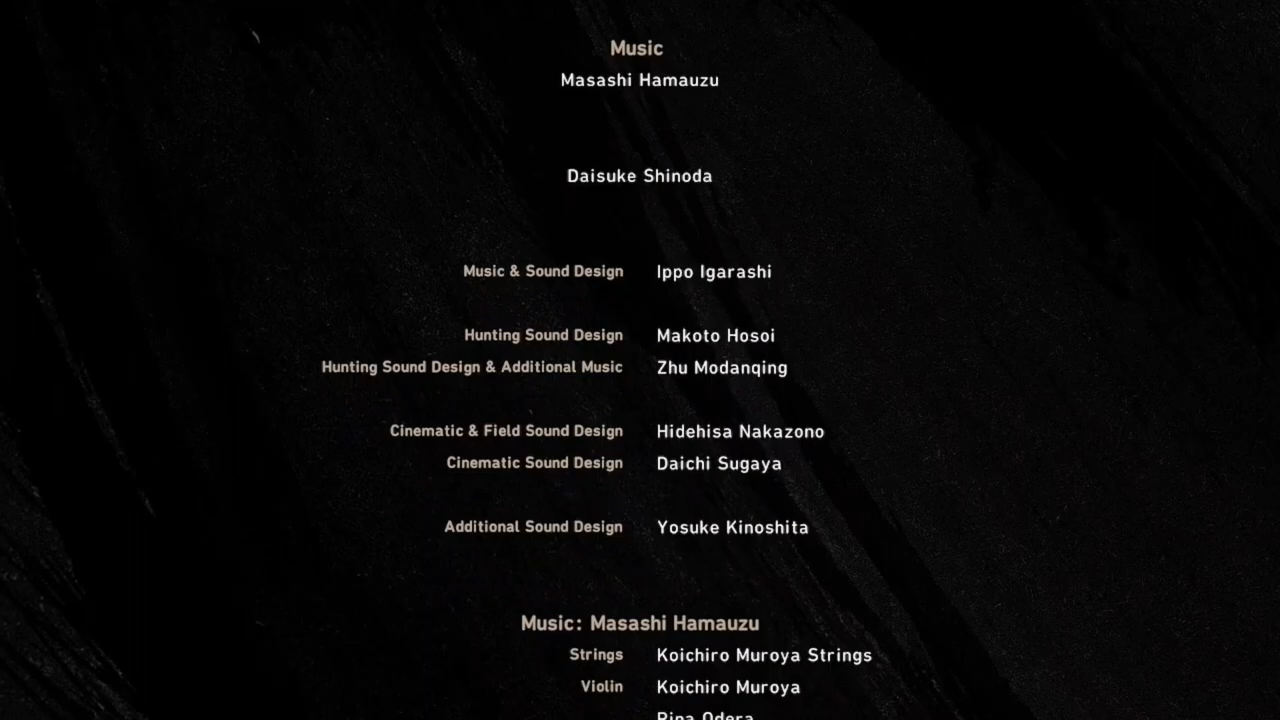 Music
Masashi Hamauzu
Daisuke Shinoda
Music & Sound Design Ippo Igarashi
Hunting Sound Design Makoto Hosoi
Hunting Sound Design & Additional Music Zhu Modanqing
Cinematic & Field Sound Design Hidehisa Nakazono
Cinematic Sound Design Daichi Sugaya
Additional Sound Design Yosuke Kinoshita
Music: Masashi Hamauzu
Strings Koichiro Muroya Strings
Violin Koichiro Muroya
Rina Odera